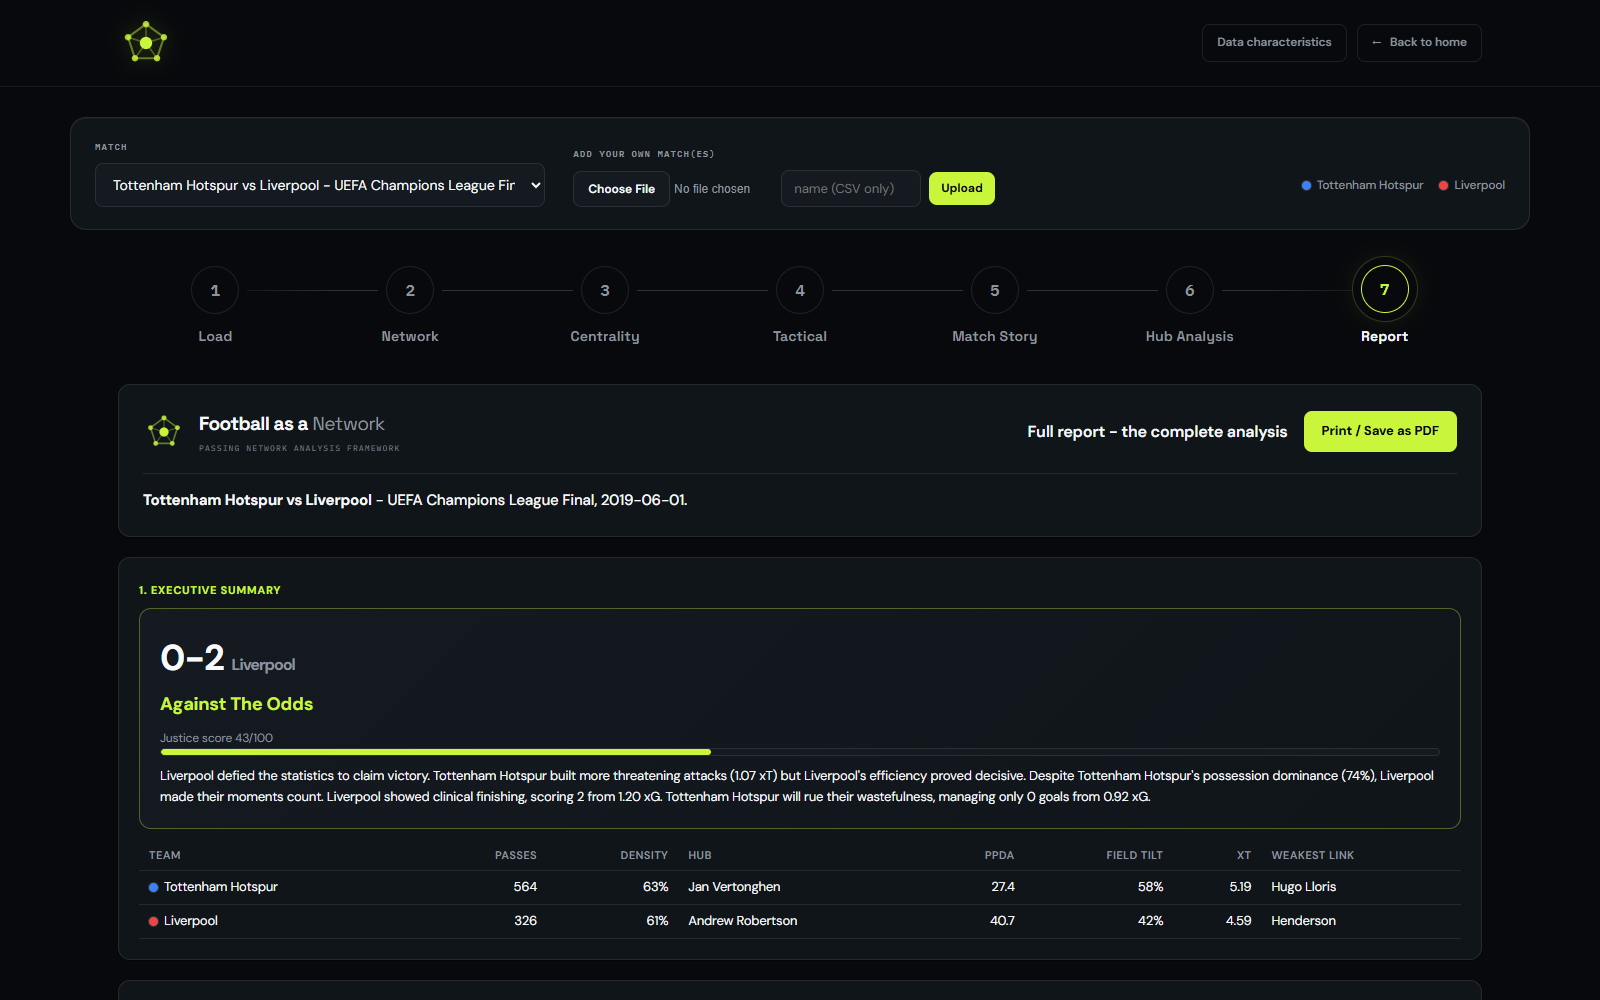 Data characteristics
← Back to home
MATCH
ADD YOUR OWN MATCH(ES)
Tottenham Hotspur vs Liverpool - UEFA Champions League Fir
Choose File No file chosen
name (CSV only)
Upload
Tottenham Hotspur
Liverpool
1
2
3
4
5
6
7
Load
Network
Centrality
Tactical
Match Story
Hub Analysis
Report
Football as a Network
PASSING NETWORK ANALYSIS FRAMEWORK
Full report - the complete analysis
Print / Save as PDF
Tottenham Hotspur vs Liverpool - UEFA Champions League Final, 2019-06-01.
1. EXECUTIVE SUMMARY
0-2 Liverpool
Against The Odds
Justice score 43/100
Liverpool defied the statistics to claim victory. Tottenham Hotspur built more threatening attacks (1.07 xT) but Liverpool's efficiency proved decisive. Despite Tottenham Hotspur's possession dominance (74%), Liverpool
made their moments count. Liverpool showed clinical finishing, scoring 2 from 1.20 xG. Tottenham Hotspur will rue their wastefulness, managing only 0 goals from 0.92 xG.
TEAM PASSES DENSITY HUB PPDA FIELD TILT XT WEAKEST LINK
Tottenham Hotspur 564 63% Jan Vertonghen 27.4 58% 5.19 Hugo Lloris
Liverpool 326 61% Andrew Robertson 40.7 42% 4.59 Henderson